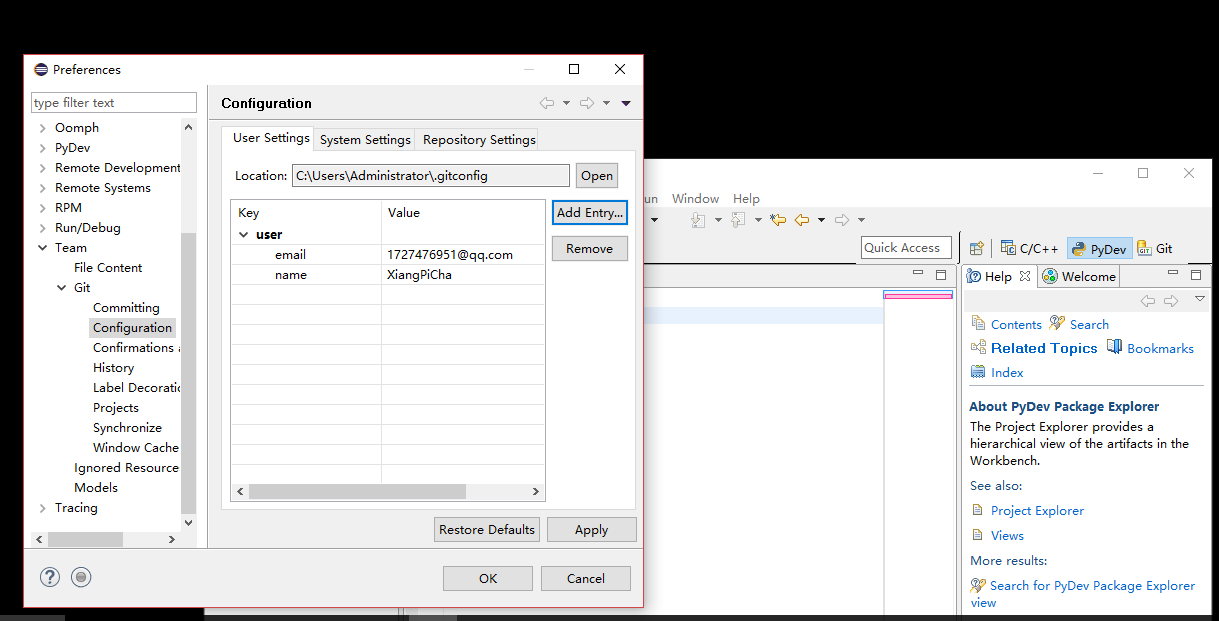 Preferences
type filter text
Oomph
PyDev
Remote Development
Remote Systems
RPM
Run/Debug
Team
File Content
Git
Committing
Configuration
Confirmations
History
Label Decoratic
Projects
Synchronize
Window Cache
Ignored Resource
Models
Tracing
Configuration
User Settings
System Settings
Repository Settings
Location:
C:\Users\Administrator\.gitconfig
Open
Key
Value
Add Entry...
user
Remove
email
1727476951@qq.com
name
XiangPiCha
Restore Defaults
Apply
OK
Cancel
un
Window
Help
Quick Access
C/C++
PyDev
Git
Help
Welcome
Contents
Search
Related Topics
Bookmarks
Index
About PyDev Package Explorer
The Project Explorer provides a
hierarchical view of the artifacts in the
Workbench.
See also:
Project Explorer
Views
More results:
Search for PyDev Package Explorer
view